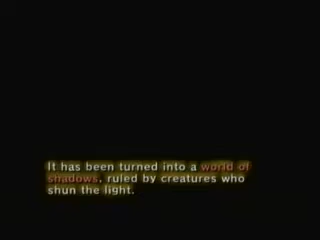 It has been turned into a world of
shadows, ruled by creatures who
shun the light.